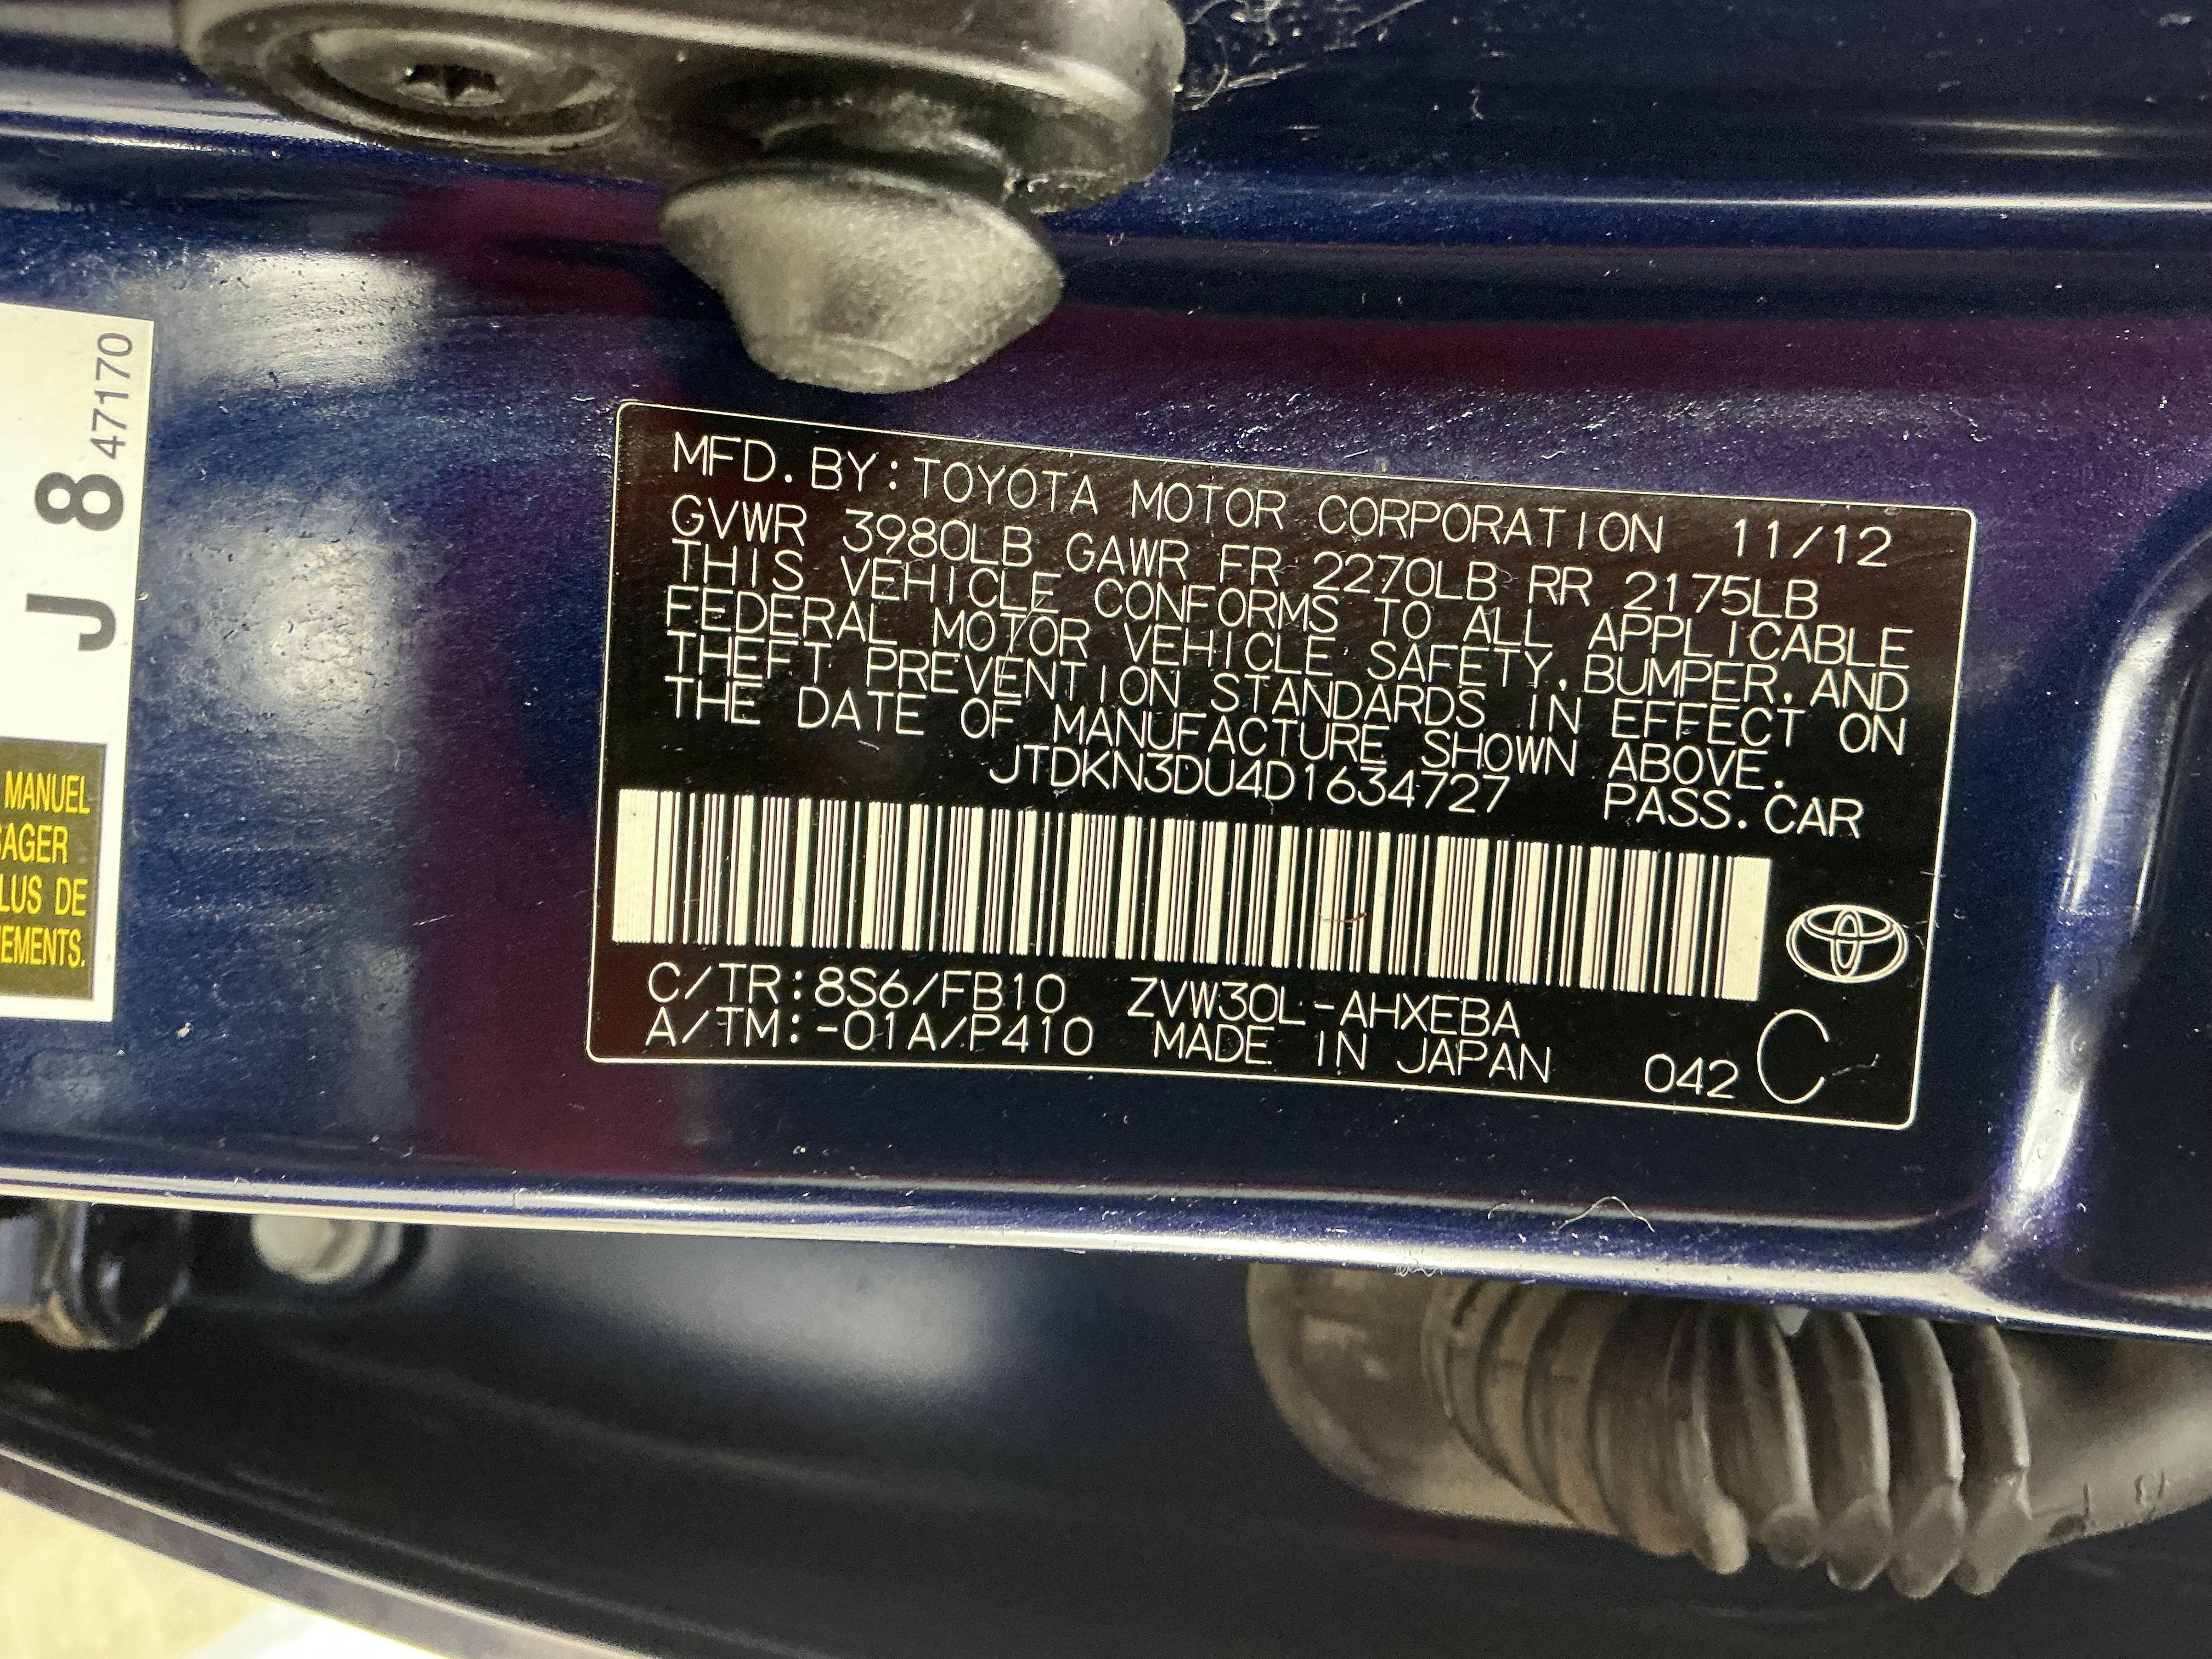 J 8 47170
MANUEL
SAGER
LUS DE
EMENTS.
MFD. BY: TOYOTA MOTOR CORPORATION 11/12
GVWR 3980LB GAWR FR 2270LB RR 2175LB
THIS VEHICLE CONFORMS TO ALL APPLICABLE
FEDERAL MOTOR VEHICLE SAFETY, BUMPER, AND
THEFT PREVENTION STANDARDS IN EFFECT ON
THE DATE OF MANUFACTURE SHOWN ABOVE.
JTDKN3DU4D1634727 PASS. CAR
C/TR: 8S6/FB10 ZVW30L-AHXEBA
A/TM: -01A/P410 MADE IN JAPAN 042 C